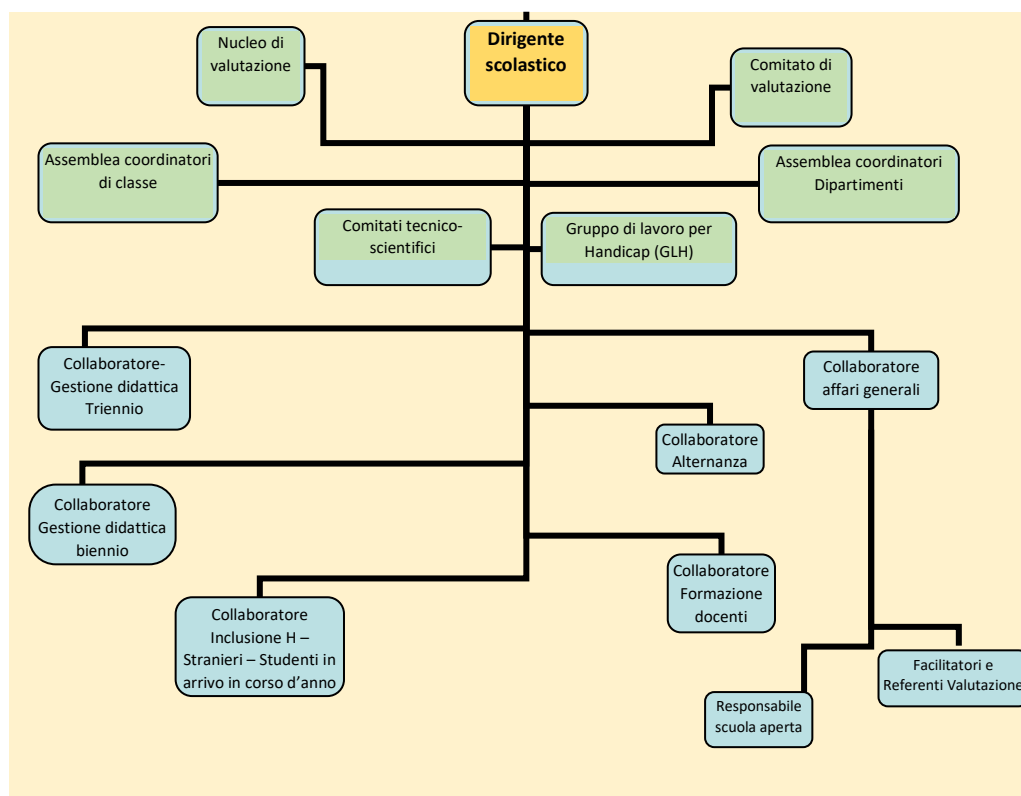 Dirigente
scolastico
Nucleo di
valutazione
Comitato di
valutazione
Assemblea coordinatori
di classe
Assemblea coordinatori
Dipartimenti
Comitati tecnico-
scientifici
Gruppo di lavoro per
Handicap (GLH)
Collaboratore-
Gestione didattica
Triennio
Collaboratore
affari generali
Collaboratore
Alternanza
Collaboratore
Gestione didattica
biennio
Collaboratore
Formazione
docenti
Collaboratore
Inclusione H –
Stranieri – Studenti in
arrivo in corso d’anno
Facilitatori e
Referenti Valutazione
Responsabile
scuola aperta